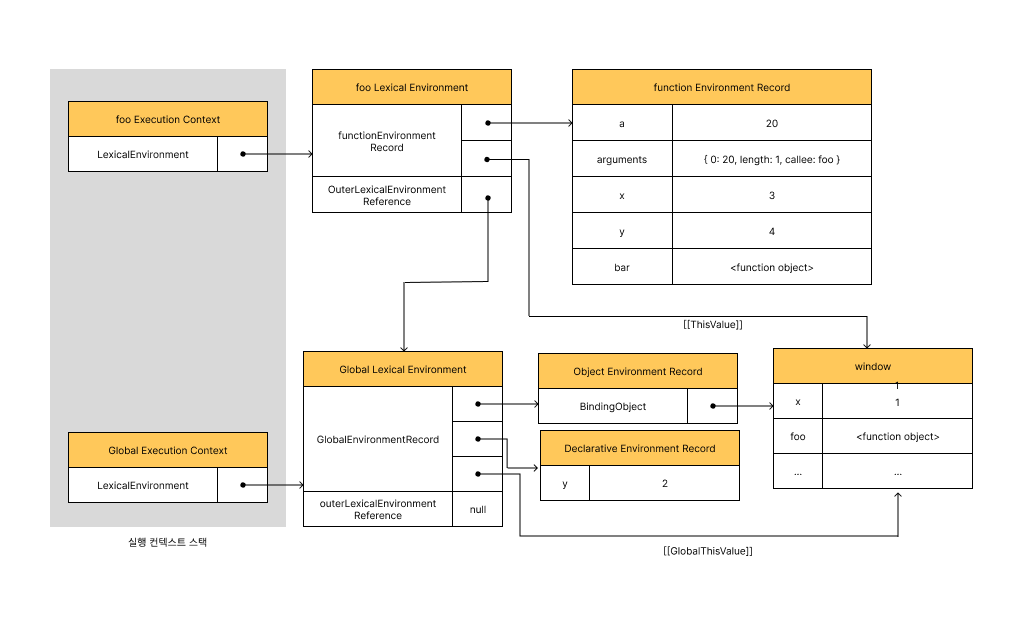 foo Execution Context
LexicalEnvironment
foo Lexical Environment
functionEnvironment
Record
OuterLexicalEnvironment
Reference
function Environment Record
a
20
arguments
{ 0: 20, length: 1, callee: foo }
x
3
y
4
bar
<function object>
[[ThisValue]]
Global Execution Context
LexicalEnvironment
실행 컨텍스트 스택
Global Lexical Environment
GlobalEnvironmentRecord
outerLexicalEnvironment
Reference
null
Object Environment Record
BindingObject
Declarative Environment Record
y
2
window
1
x
1
foo
<function object>
...
...
[[GlobalThisValue]]